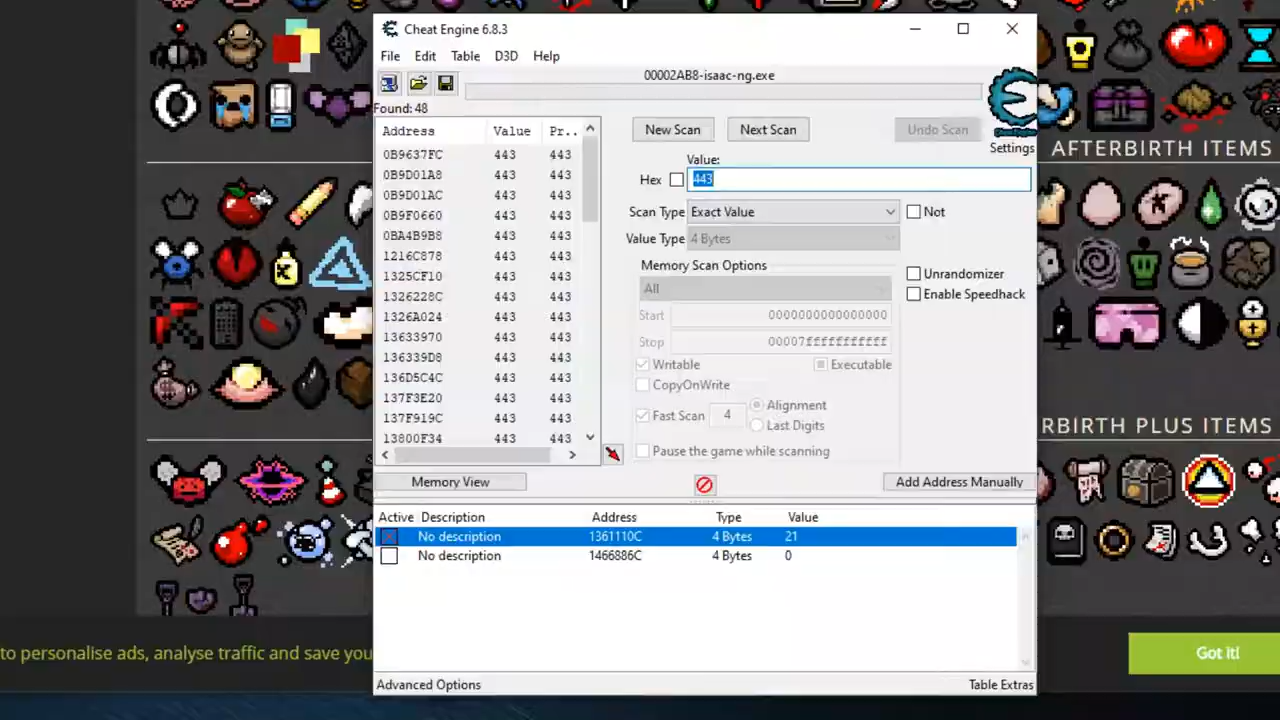 Cheat Engine 6.8.3
File Edit Table D3D Help
00002AB8-isaac-ng.exe
Found: 48
Address Value Pr..
0B9637FC 443 443
0B9D01A8 443 443
0B9D01AC 443 443
0B9F0660 443 443
0BA4B9B8 443 443
1216C878 443 443
1325CF10 443 443
1326228C 443 443
1326A024 443 443
13633970 443 443
136339D8 443 443
136D5C4C 443 443
137F3E20 443 443
137F919C 443 443
13800F34 443 443
New Scan Next Scan Undo Scan
Settings
Value:
Hex 443
Scan Type Exact Value Not
Value Type 4 Bytes
Memory Scan Options
All
Unrandomizer
Enable Speedhack
Start 0000000000000000
Stop 00007fffffffffff
Writable Executable
CopyOnWrite
Fast Scan 4 Alignment
Last Digits
Pause the game while scanning
Memory View Add Address Manually
Active Description Address Type Value
No description 1361110C 4 Bytes 21
No description 1466886C 4 Bytes 0
Advanced Options Table Extras
AFTERBIRTH ITEMS
RBIRTH PLUS ITEMS
to personalise ads, analyse traffic and save you
Got it!